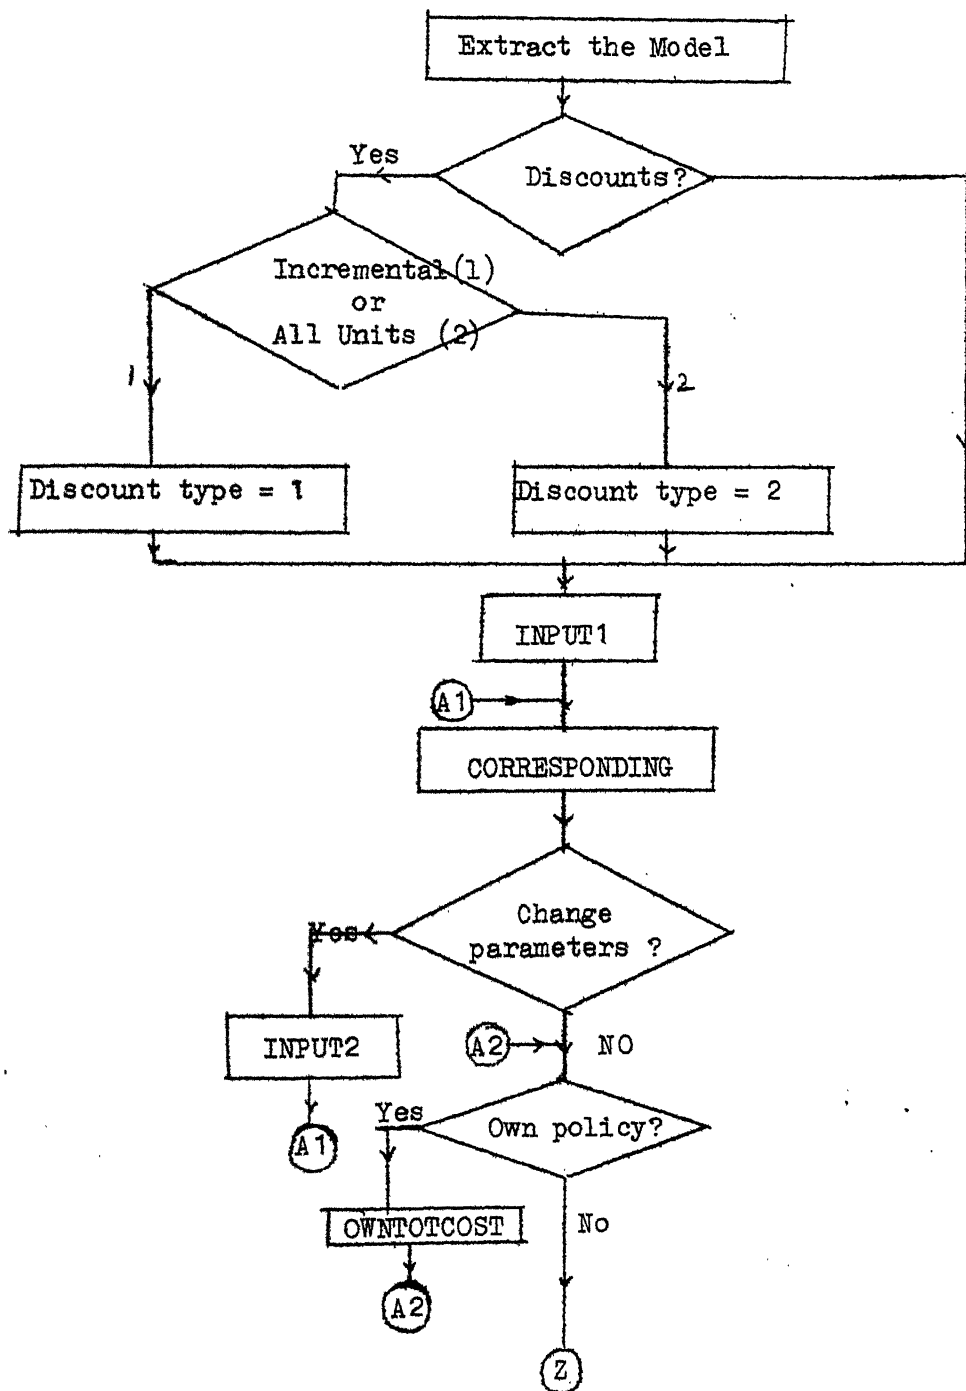 Extract the Model
Yes
Discounts?
Incremental(1)
or
All Units (2)
1
2
Discount type = 1
Discount type = 2
INPUT1
A1
CORRESPONDING
Change
parameters ?
Yes
INPUT2
A2
NO
A1
Yes
Own policy?
OWNTOTCOST
No
A2
Z